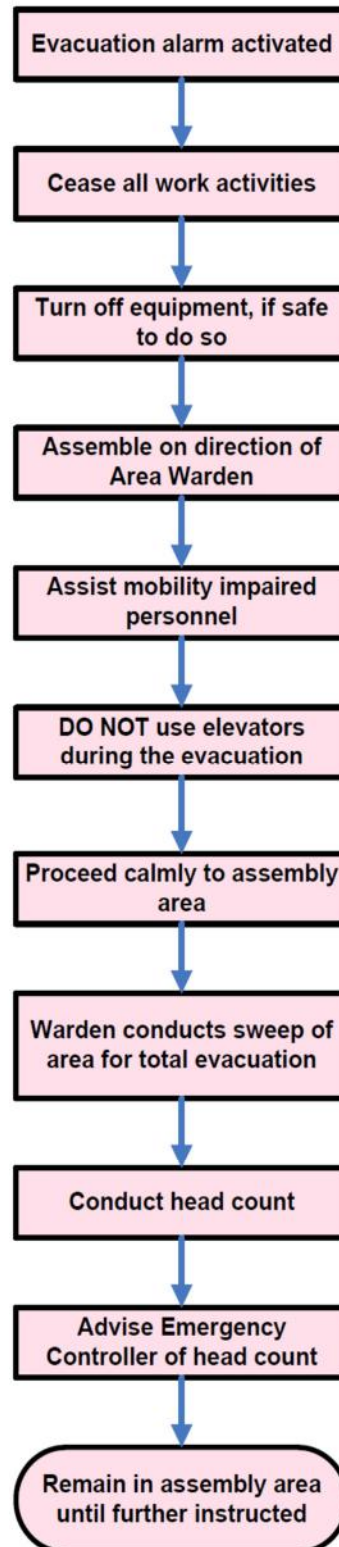 Evacuation alarm activated
Cease all work activities
Turn off equipment, if safe
to do so
Assemble on direction of
Area Warden
Assist mobility impaired
personnel
DO NOT use elevators
during the evacuation
Proceed calmly to assembly
area
Warden conducts sweep of
area for total evacuation
Conduct head count
Advise Emergency
Controller of head count
Remain in assembly area
until further instructed